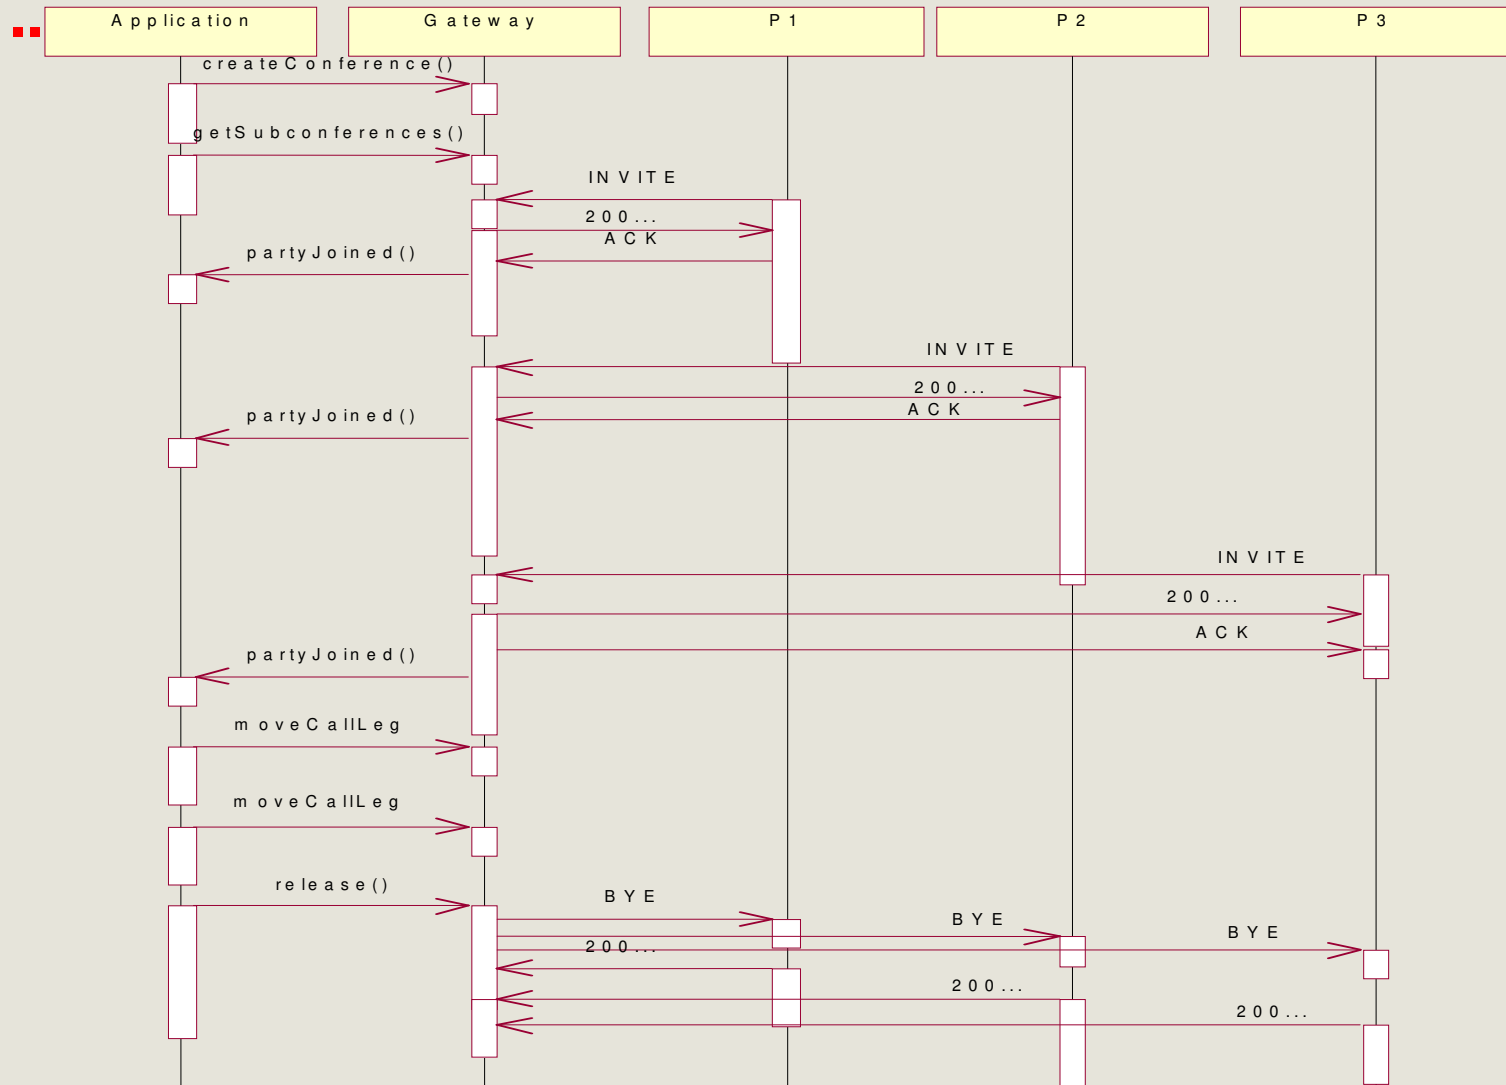 Application
Gateway
P1
P2
P3
createConference()
getSubconferences()
INVITE
200...
ACK
partyJoined()
INVITE
200...
ACK
partyJoined()
INVITE
200...
ACK
partyJoined()
moveCallLeg
moveCallLeg
release()
BYE
BYE
BYE
200...
200...
200...